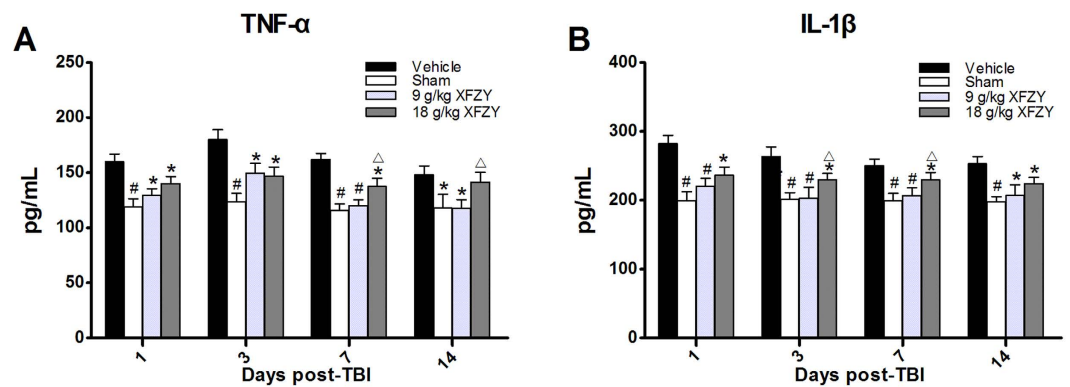 A
TNF-α
250
200
150
100
50
0
pg/mL
Vehicle
Sham
9 g/kg XFZY
18 g/kg XFZY
# * *
# * *
# # * △
* * △
1 3 7 14
Days post-TBI
B
IL-1β
400
300
200
100
0
pg/mL
Vehicle
Sham
9 g/kg XFZY
18 g/kg XFZY
# # *
# # * △
# # * △
# * *
1 3 7 14
Days post-TBI